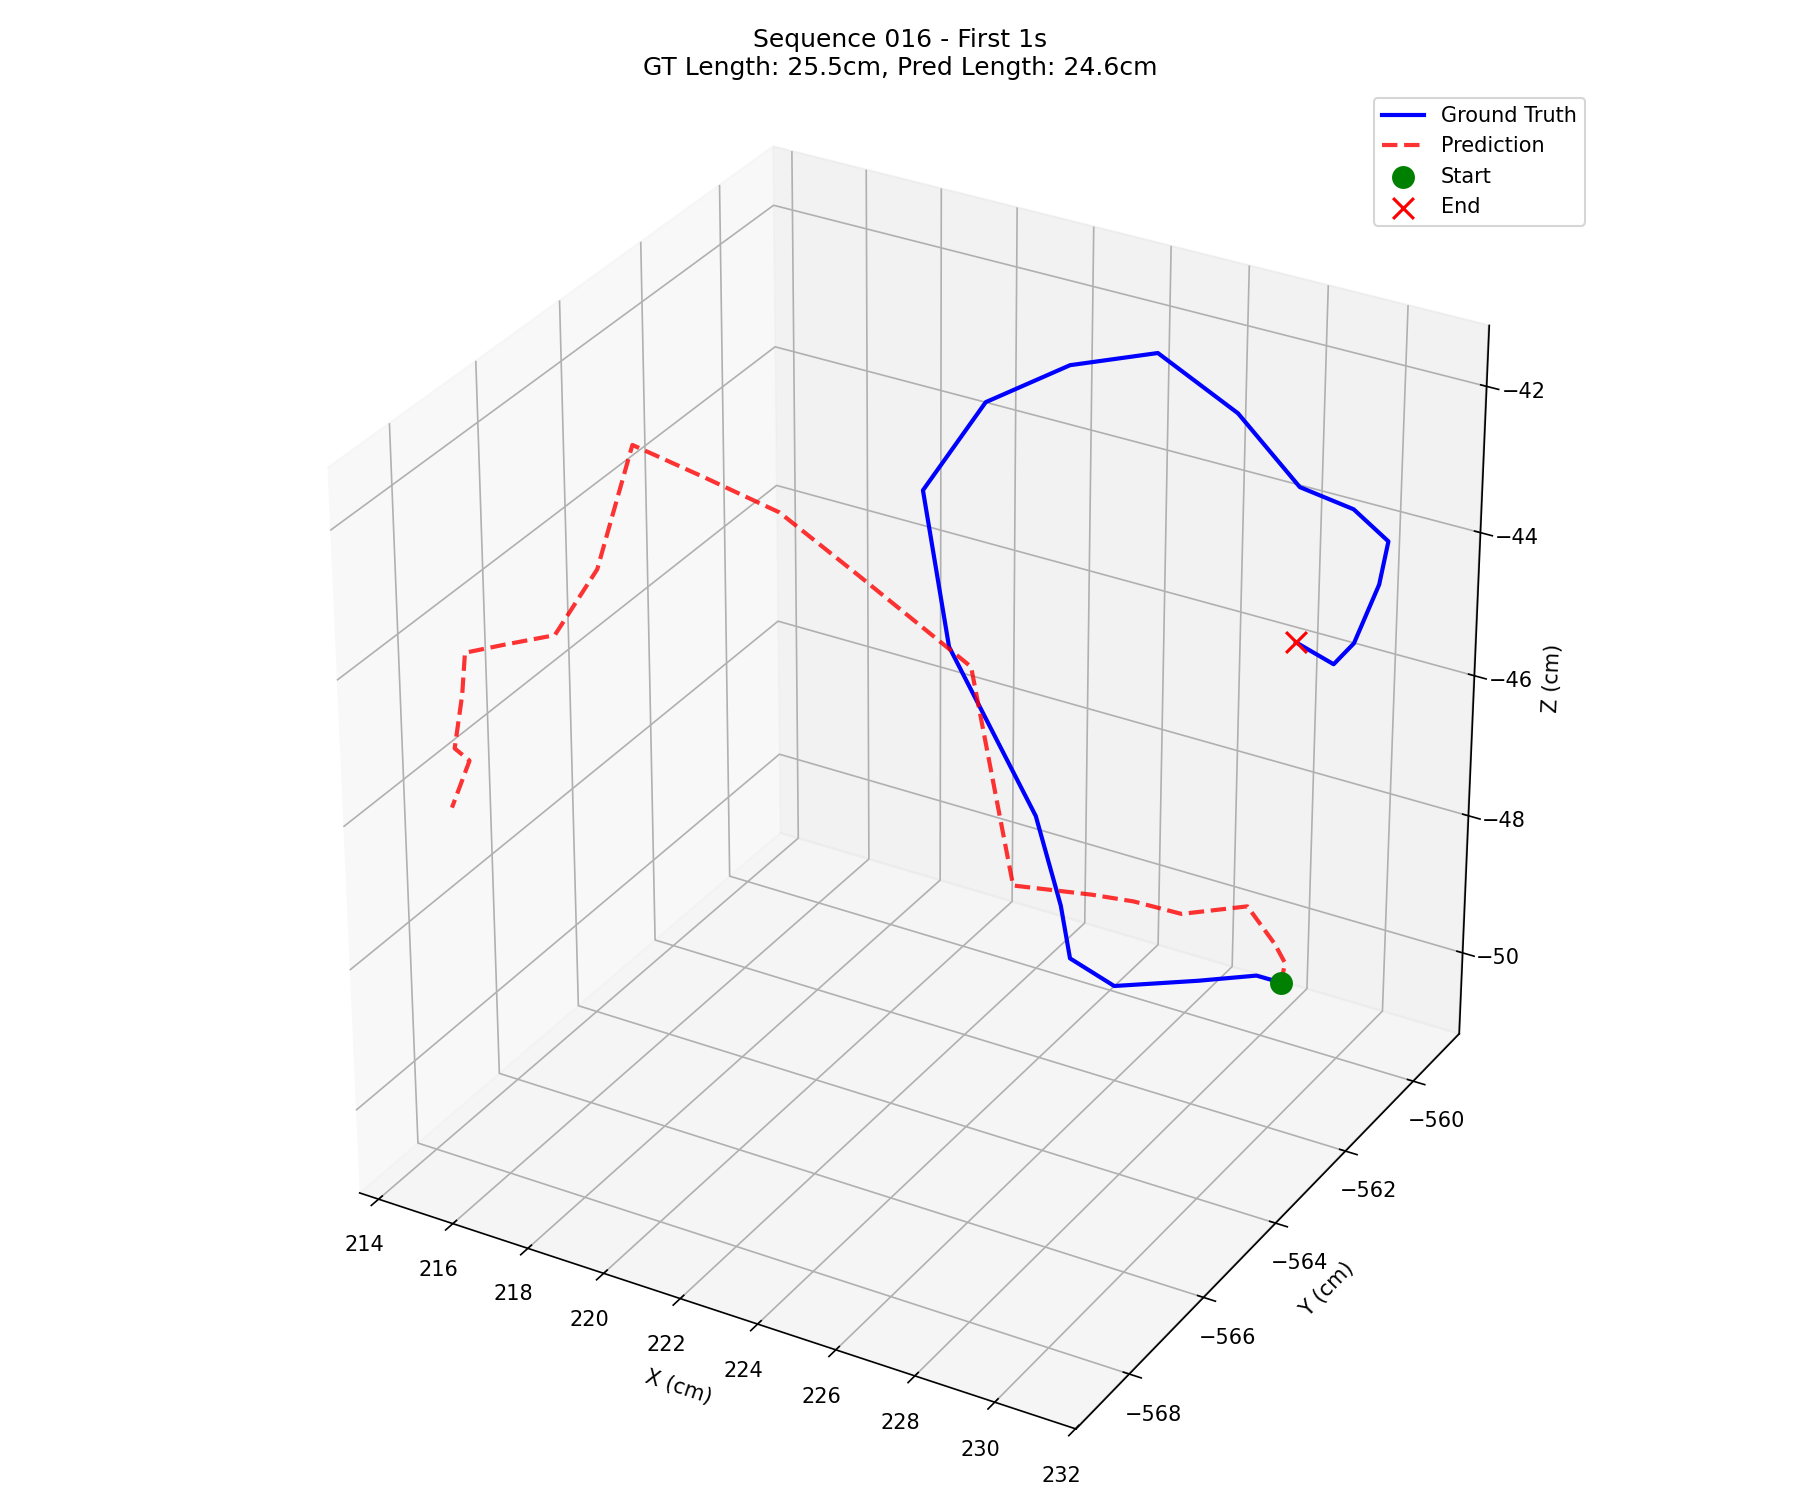 Sequence 016 - First 1s
GT Length: 25.5cm, Pred Length: 24.6cm
Ground Truth
Prediction
Start
End
−42
−44
−46
−48
−50
Z (cm)
−560
−562
−564
−566
−568
Y (cm)
214
216
218
220
222
224
226
228
230
232
X (cm)